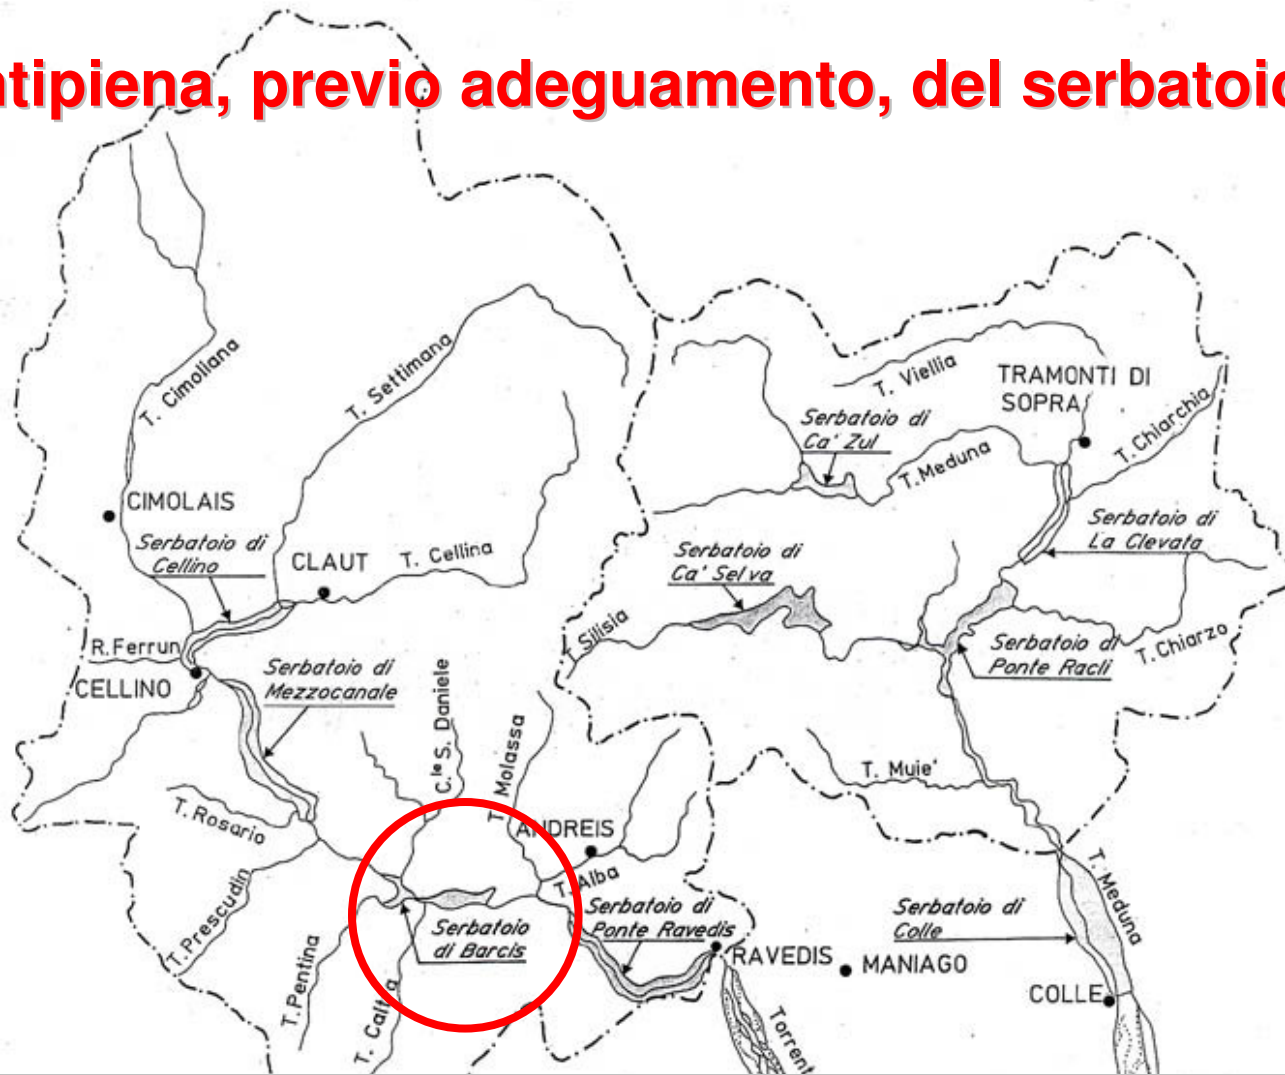 ntipiena, previo adeguamento, del serbatoio
T. Cimoliana
T. Settimana
T. Viellia
TRAMONTI DI
SOPRA
T. Chiarchia
Serbatoio di
Ca' Zul
T. Meduna
CIMOLAIS
Serbatoio di
Cellino
CLAUT
T. Cellina
Serbatoio di
Ca' Selva
Serbatoio di
La Clevata
T. Silisia
R. Ferrun
CELLINO
Serbatoio di
Mezzocanale
C.le S. Daniele
T. Molassa
Serbatoio di
Ponte Racli
T. Chiarzo
T. Muie'
T. Rosario
ANDREIS
T. Alba
T. Prescudin
T. Pentina
Serbatoio
di Barcis
Serbatoio di
Ponte Ravedis
RAVEDIS
MANIAGO
Serbatoio di
Colle
T. Meduna
COLLE
T.
Torrent